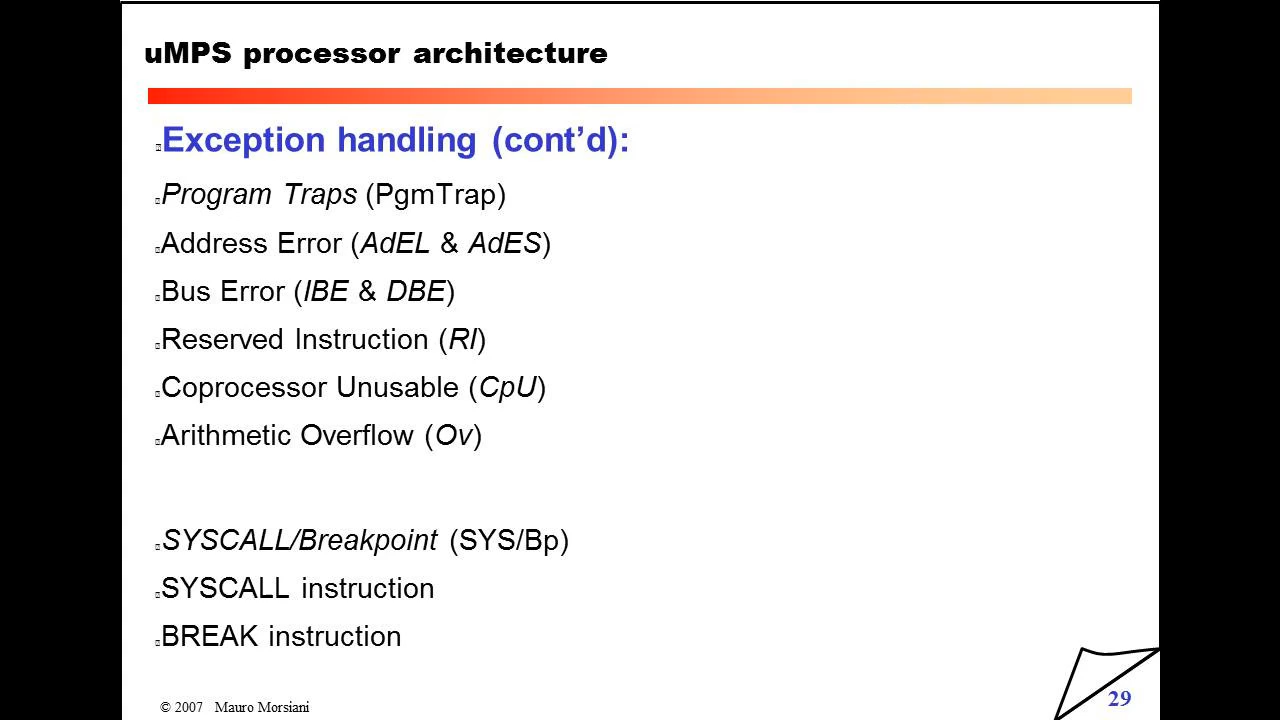 uMPS processor architecture
Exception handling (cont’d):
Program Traps (PgmTrap)
Address Error (AdEL & AdES)
Bus Error (IBE & DBE)
Reserved Instruction (RI)
Coprocessor Unusable (CpU)
Arithmetic Overflow (Ov)
SYSCALL/Breakpoint (SYS/Bp)
SYSCALL instruction
BREAK instruction
© 2007 Mauro Morsiani
29